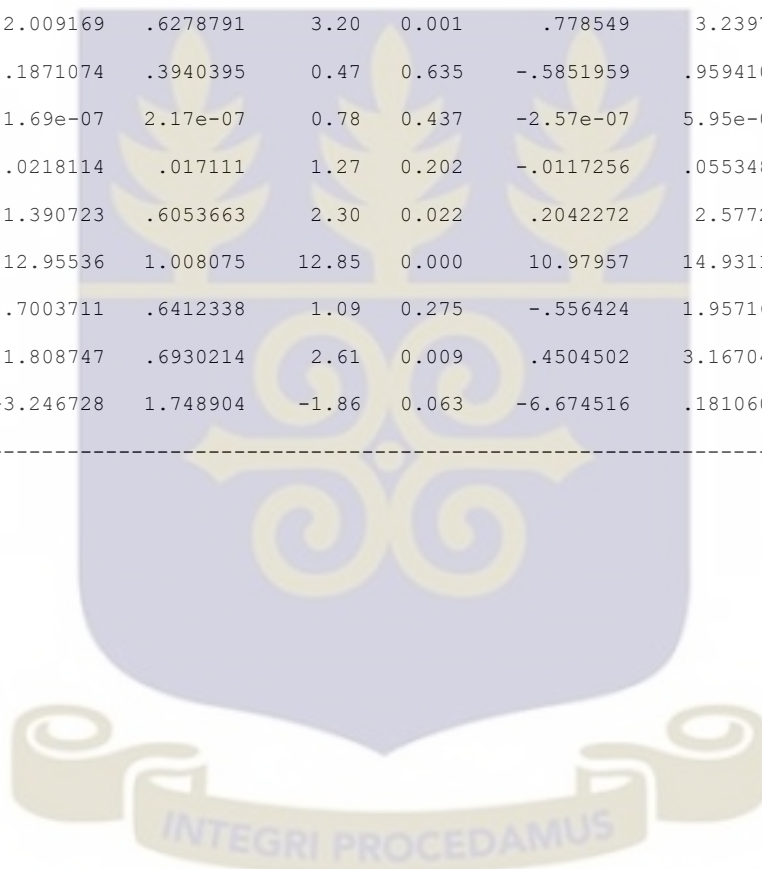 2.009169 .6278791 3.20 0.001 .778549
.1871074 .3940395 0.47 0.635 -.5851959
1.69e-07 2.17e-07 0.78 0.437 -2.57e-07
.0218114 .017111 1.27 0.202 -.0117256
1.390723 .6053663 2.30 0.022 .2042272
12.95536 1.008075 12.85 0.000 10.97957
.7003711 .6412338 1.09 0.275 -.556424
1.808747 .6930214 2.61 0.009 .4504502
-3.246728 1.748904 -1.86 0.063 -6.674516
INTEGRI PROCEDAMUS